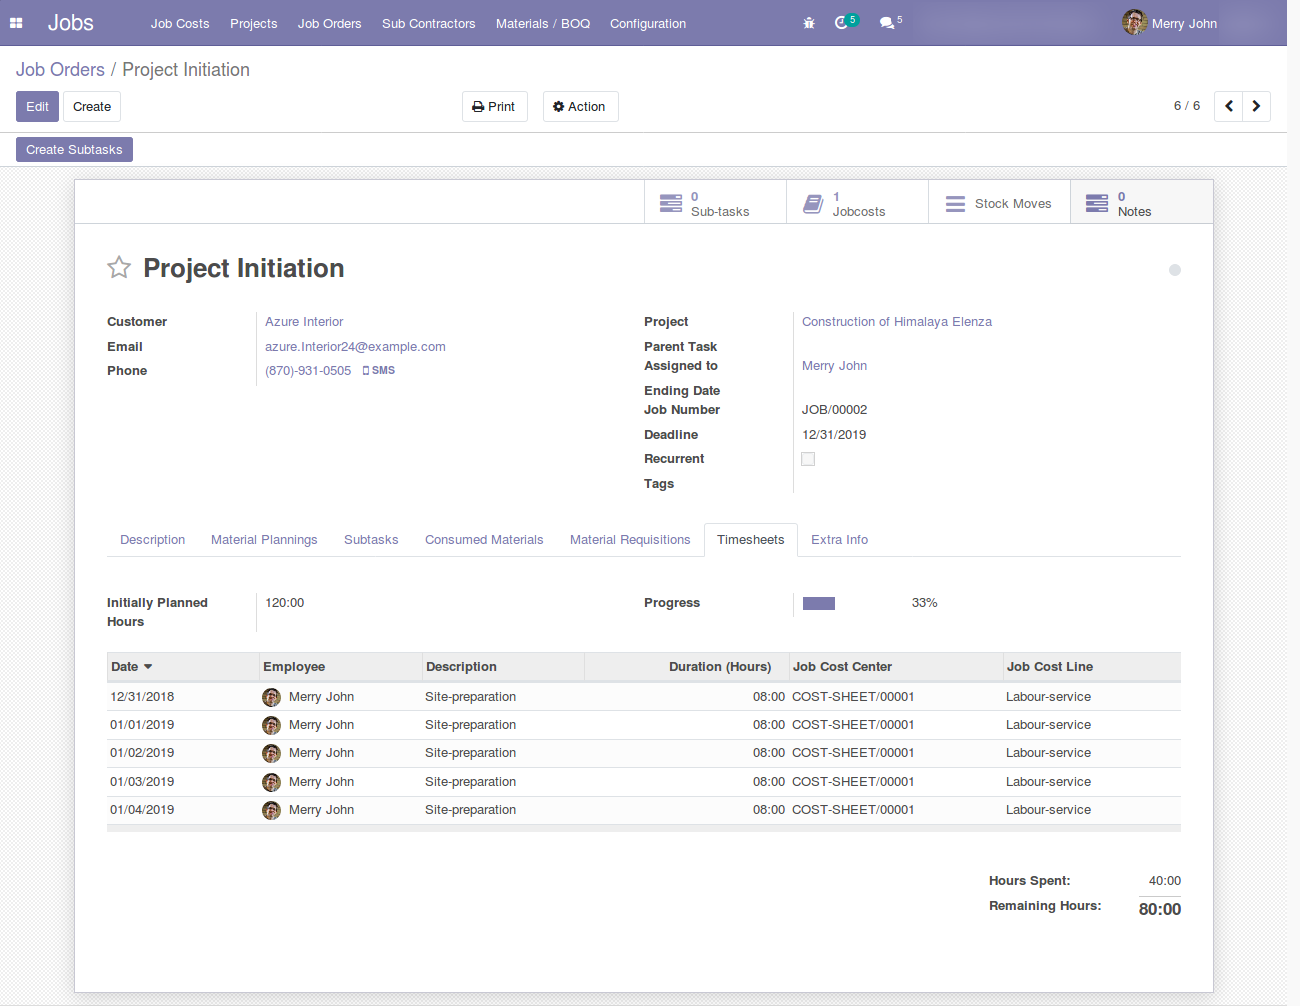 Jobs Job Costs Projects Job Orders Sub Contractors Materials / BOQ Configuration 5 5 Merry John
Job Orders / Project Initiation
Edit Create Print Action 6 / 6
Create Subtasks
0 Sub-tasks 1 Jobcosts Stock Moves 0 Notes
Project Initiation
Customer Azure Interior
Email azure.Interior24@example.com
Phone (870)-931-0505 SMS
Project Construction of Himalaya Elenza
Parent Task
Assigned to Merry John
Ending Date
Job Number JOB/00002
Deadline 12/31/2019
Recurrent
Tags
Description Material Plannings Subtasks Consumed Materials Material Requisitions Timesheets Extra Info
Initially Planned Hours 120:00
Progress 33%
Date Employee Description Duration (Hours) Job Cost Center Job Cost Line
12/31/2018 Merry John Site-preparation 08:00 COST-SHEET/00001 Labour-service
01/01/2019 Merry John Site-preparation 08:00 COST-SHEET/00001 Labour-service
01/02/2019 Merry John Site-preparation 08:00 COST-SHEET/00001 Labour-service
01/03/2019 Merry John Site-preparation 08:00 COST-SHEET/00001 Labour-service
01/04/2019 Merry John Site-preparation 08:00 COST-SHEET/00001 Labour-service
Hours Spent: 40:00
Remaining Hours: 80:00